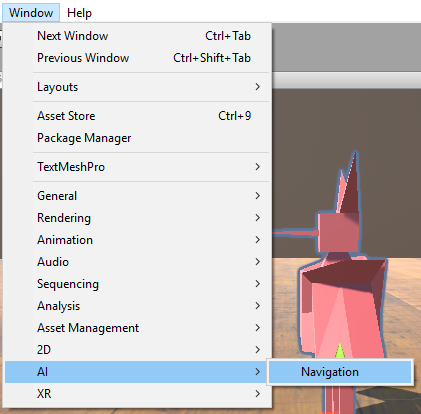 Window Help
Next Window Ctrl+Tab
Previous Window Ctrl+Shift+Tab
Layouts
Asset Store Ctrl+9
Package Manager
TextMeshPro
General
Rendering
Animation
Audio
Sequencing
Analysis
Asset Management
2D
AI Navigation
XR